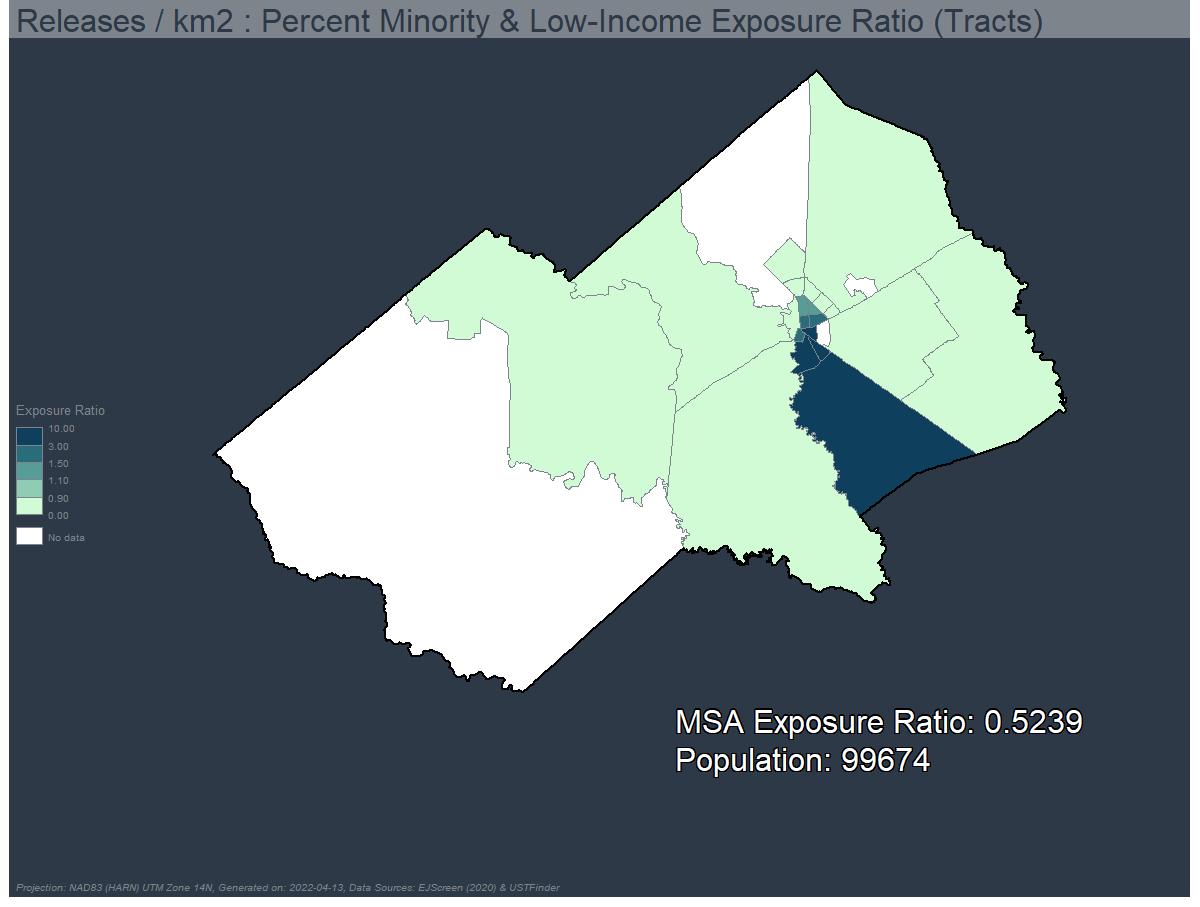 Releases / km2 : Percent Minority & Low-Income Exposure Ratio (Tracts)
Exposure Ratio
10.00
3.00
1.50
1.10
0.90
0.00
No data
MSA Exposure Ratio: 0.5239
Population: 99674
Projection: NAD83 (HARN) UTM Zone 14N, Generated on: 2022-04-13, Data Sources: EJScreen (2020) & USTFinder